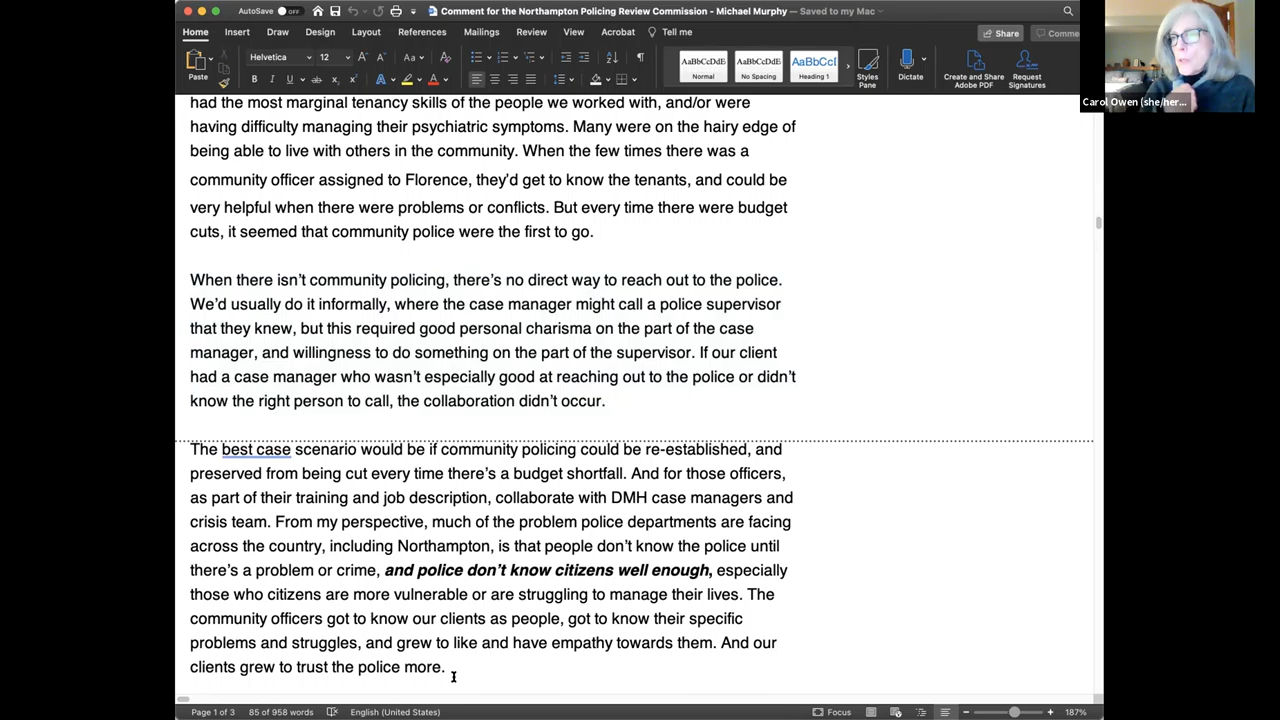 AutoSave OFF Comment for the Northampton Policing Review Commission - Michael Murphy — Saved to my Mac
Home Insert Draw Design Layout References Mailings Review View Acrobat Tell me Share Comme
Paste Helvetica 12 Aa AaBbCcDdE AaBbCcDdE AaBbCcI
B I U ab x A Normal No Spacing Heading 1 Styles Pane Dictate Create and Share Adobe PDF Request Signatures
Carol Owen (she/her...
had the most marginal tenancy skills of the people we worked with, and/or were
having difficulty managing their psychiatric symptoms. Many were on the hairy edge of
being able to live with others in the community. When the few times there was a
community officer assigned to Florence, they'd get to know the tenants, and could be
very helpful when there were problems or conflicts. But every time there were budget
cuts, it seemed that community police were the first to go.
When there isn't community policing, there's no direct way to reach out to the police.
We'd usually do it informally, where the case manager might call a police supervisor
that they knew, but this required good personal charisma on the part of the case
manager, and willingness to do something on the part of the supervisor. If our client
had a case manager who wasn't especially good at reaching out to the police or didn't
know the right person to call, the collaboration didn't occur.
The best case scenario would be if community policing could be re-established, and
preserved from being cut every time there's a budget shortfall. And for those officers,
as part of their training and job description, collaborate with DMH case managers and
crisis team. From my perspective, much of the problem police departments are facing
across the country, including Northampton, is that people don't know the police until
there's a problem or crime, and police don't know citizens well enough, especially
those who citizens are more vulnerable or are struggling to manage their lives. The
community officers got to know our clients as people, got to know their specific
problems and struggles, and grew to like and have empathy towards them. And our
clients grew to trust the police more.
Page 1 of 3 85 of 958 words English (United States) Focus 187%